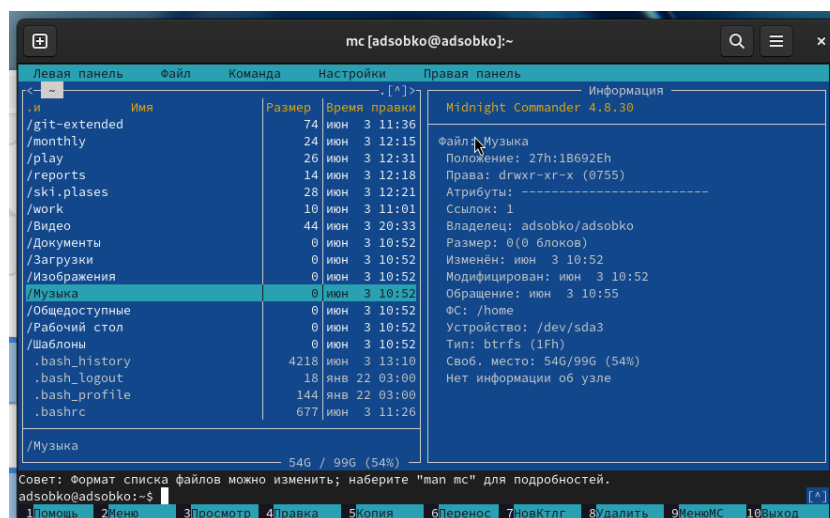 mc [adsobko@adsobko]:~
Левая панель Файл Команда Настройки Правая панель
<─ ~ .[^]>
.и Имя Размер Время правки
/git-extended 74 июн 3 11:36
/monthly 24 июн 3 12:15
/play 26 июн 3 12:31
/reports 14 июн 3 12:18
/ski.plases 28 июн 3 12:21
/work 10 июн 3 11:01
/Видео 44 июн 3 20:33
/Документы 0 июн 3 10:52
/Загрузки 0 июн 3 10:52
/Изображения 0 июн 3 10:52
/Музыка 0 июн 3 10:52
/Общедоступные 0 июн 3 10:52
/Рабочий стол 0 июн 3 10:52
/Шаблоны 0 июн 3 10:52
.bash_history 4218 июн 3 13:10
.bash_logout 18 янв 22 03:00
.bash_profile 144 янв 22 03:00
.bashrc 677 июн 3 11:26
/Музыка
54G / 99G (54%)
Информация
Midnight Commander 4.8.30
Файл: Музыка
Положение: 27h:1B692Eh
Права: drwxr-xr-x (0755)
Атрибуты: -------------------------
Ссылок: 1
Владелец: adsobko/adsobko
Размер: 0(0 блоков)
Изменён: июн 3 10:52
Модифицирован: июн 3 10:52
Обращение: июн 3 10:55
ФС: /home
Устройство: /dev/sda3
Тип: btrfs (1Fh)
Своб. место: 54G/99G (54%)
Нет информации об узле
Совет: Формат списка файлов можно изменить; наберите "man mc" для подробностей.
adsobko@adsobko:~$ [^]
1Помощь 2Меню 3Просмотр 4Правка 5Копия 6Перенос 7НовКтлг 8Удалить 9МенюMC 10Выход